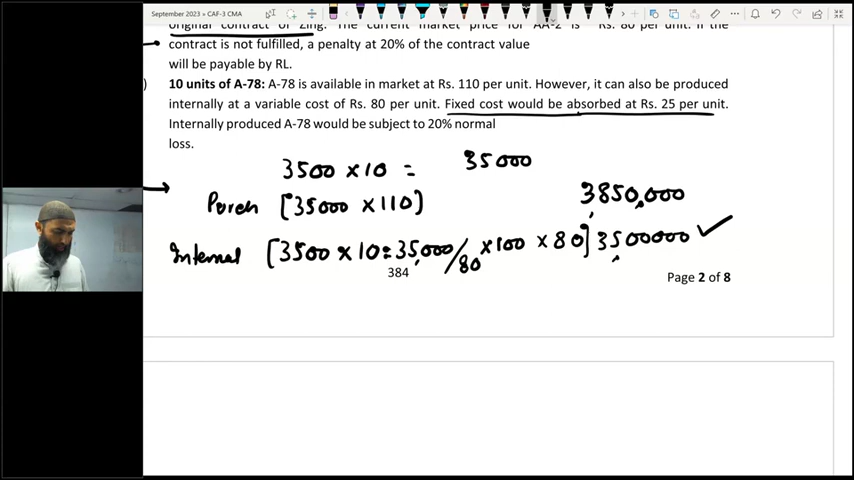 September 2023 » CAF-3 CMA
original contract of Zing. The current market price for AA-2 is Rs. 80 per unit. If the
contract is not fulfilled, a penalty at 20% of the contract value
will be payable by RL.
) 10 units of A-78: A-78 is available in market at Rs. 110 per unit. However, it can also be produced
internally at a variable cost of Rs. 80 per unit. Fixed cost would be absorbed at Rs. 25 per unit.
Internally produced A-78 would be subject to 20% normal
loss.
3500 × 10 = 35000
Purch [35000 × 110] 3850,000
Internal [3500 × 10 = 35,000/80 × 100 × 80] 3,500000 ✓
384
Page 2 of 8